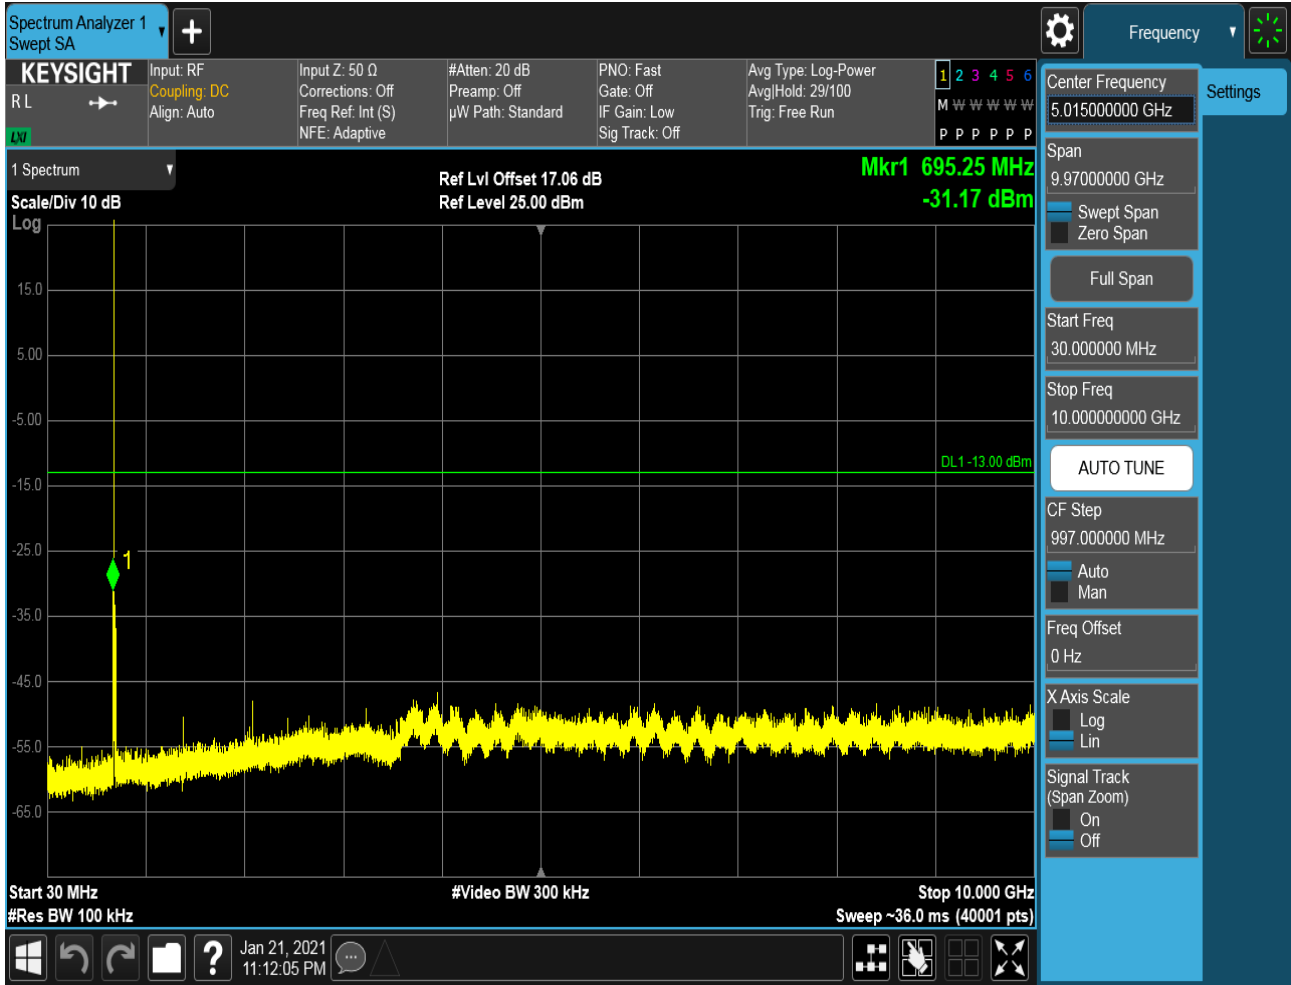 Spectrum Analyzer 1
Swept SA
+
Frequency
KEYSIGHT
R L
LXI
Input: RF
Coupling: DC
Align: Auto
Input Z: 50 Ω
Corrections: Off
Freq Ref: Int (S)
NFE: Adaptive
#Atten: 20 dB
Preamp: Off
µW Path: Standard
PNO: Fast
Gate: Off
IF Gain: Low
Sig Track: Off
Avg Type: Log-Power
Avg|Hold: 29/100
Trig: Free Run
1 2 3 4 5 6
M W W W W W
P P P P P P
1 Spectrum
Scale/Div 10 dB
Log
Ref Lvl Offset 17.06 dB
Ref Level 25.00 dBm
Mkr1 695.25 MHz
-31.17 dBm
15.0
5.00
-5.00
DL1 -13.00 dBm
-15.0
-25.0
1
-35.0
-45.0
-55.0
-65.0
Start 30 MHz
#Video BW 300 kHz
Stop 10.000 GHz
#Res BW 100 kHz
Sweep ~36.0 ms (40001 pts)
?
Jan 21, 2021
11:12:05 PM
Center Frequency
5.015000000 GHz
Settings
Span
9.97000000 GHz
Swept Span
Zero Span
Full Span
Start Freq
30.000000 MHz
Stop Freq
10.000000000 GHz
AUTO TUNE
CF Step
997.000000 MHz
Auto
Man
Freq Offset
0 Hz
X Axis Scale
Log
Lin
Signal Track
(Span Zoom)
On
Off